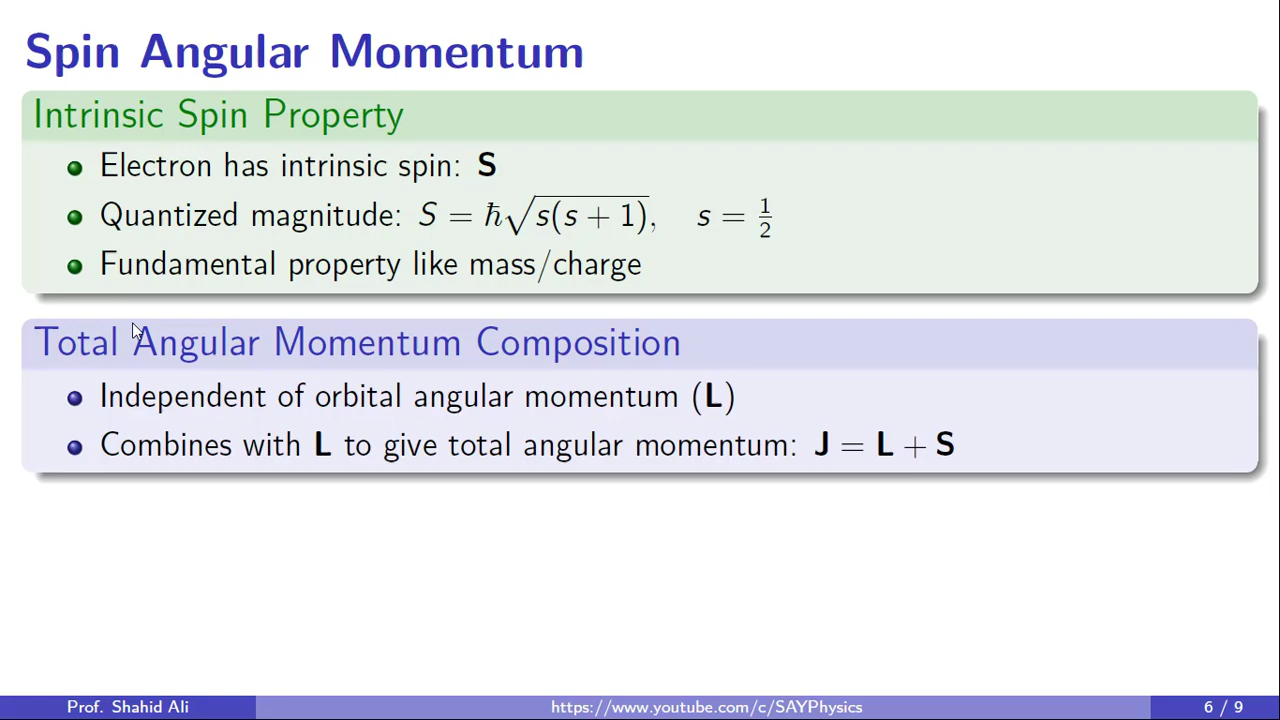 Spin Angular Momentum
Intrinsic Spin Property
Electron has intrinsic spin: S
Quantized magnitude: S = ħ√s(s + 1), s = 1/2
Fundamental property like mass/charge
Total Angular Momentum Composition
Independent of orbital angular momentum (L)
Combines with L to give total angular momentum: J = L + S
Prof. Shahid Ali https://www.youtube.com/c/SAYPhysics 6 / 9